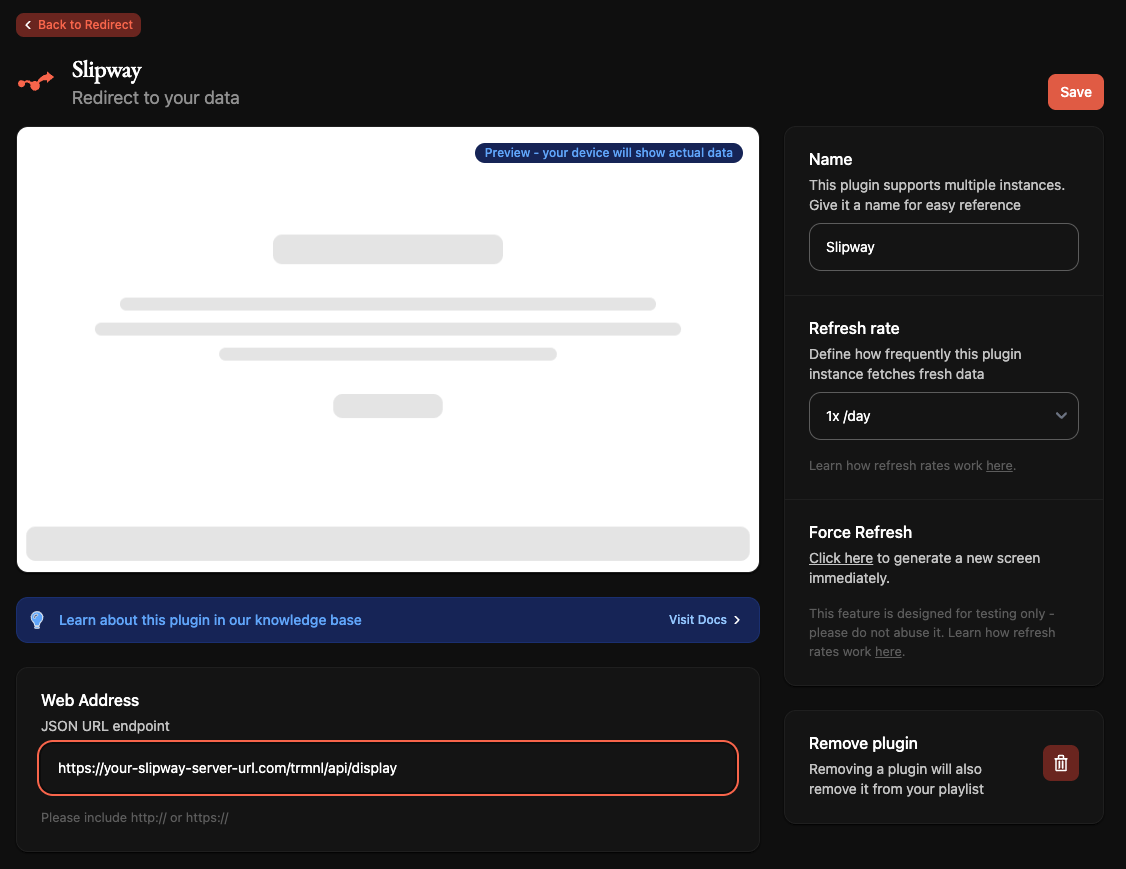 Back to Redirect
Slipway
Redirect to your data
Save
Preview - your device will show actual data
Name
This plugin supports multiple instances.
Give it a name for easy reference
Slipway
Refresh rate
Define how frequently this plugin
instance fetches fresh data
1x /day
Learn how refresh rates work here.
Force Refresh
Click here to generate a new screen
immediately.
This feature is designed for testing only -
please do not abuse it. Learn how refresh
rates work here.
Learn about this plugin in our knowledge base
Visit Docs
Web Address
JSON URL endpoint
https://your-slipway-server-url.com/trmnl/api/display
Please include http:// or https://
Remove plugin
Removing a plugin will also
remove it from your playlist